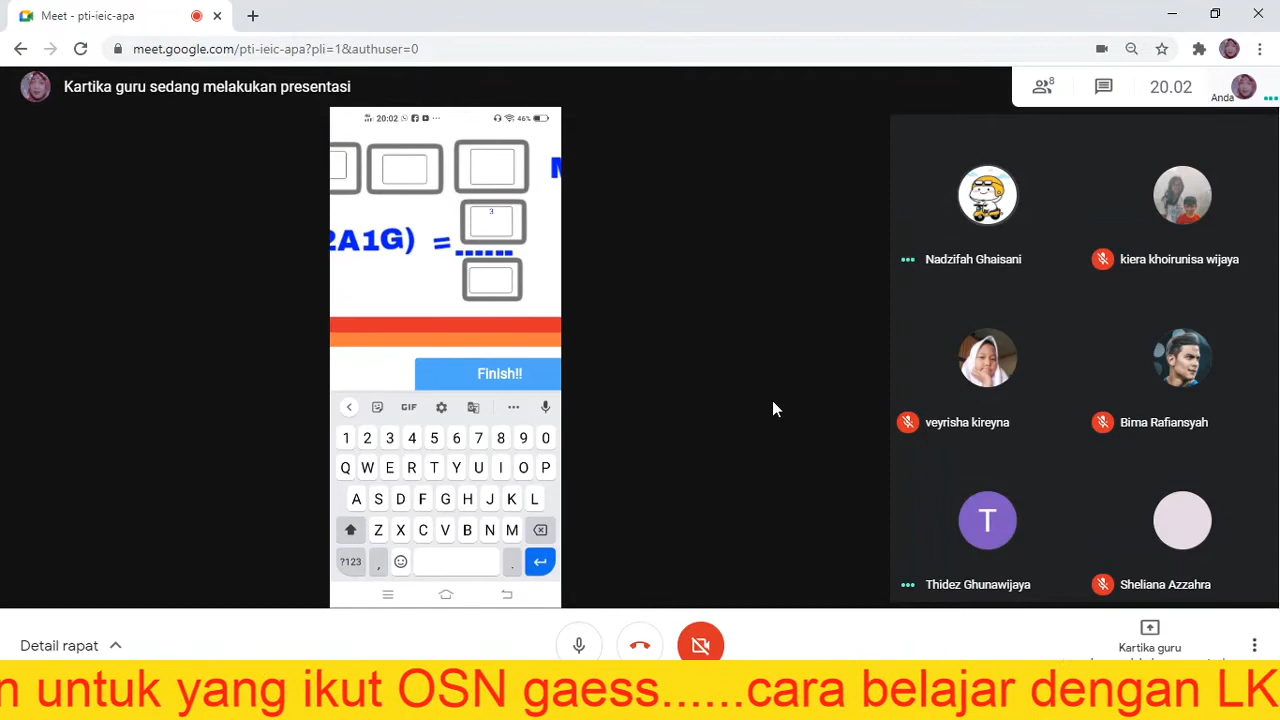 Meet - pti-ieic-apa
meet.google.com/pti-ieic-apa?pli=1&authuser=0
Kartika guru sedang melakukan presentasi
8
20.02
Anda
20:02
46%
3
2A1G) =......
Finish!!
GIF
1 2 3 4 5 6 7 8 9 0
Q W E R T Y U I O P
A S D F G H J K L
Z X C V B N M
?123 , .
Nadzifah Ghaisani
kiera khoirunisa wijaya
veyrisha kireyna
Bima Rafiansyah
T
Thidez Ghunawijaya
Sheliana Azzahra
Detail rapat
Kartika guru
n untuk yang ikut OSN gaess......cara belajar dengan LK